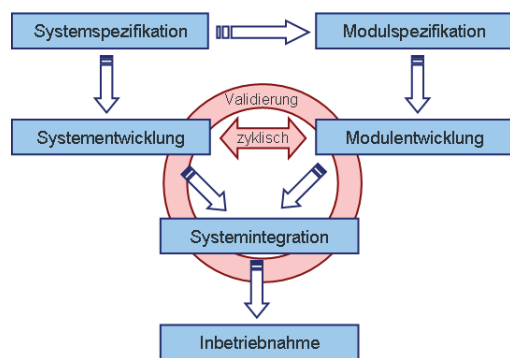 Systemspezifikation
Modulspezifikation
Validierung
Systementwicklung
zyklisch
Modulentwicklung
Systemintegration
Inbetriebnahme